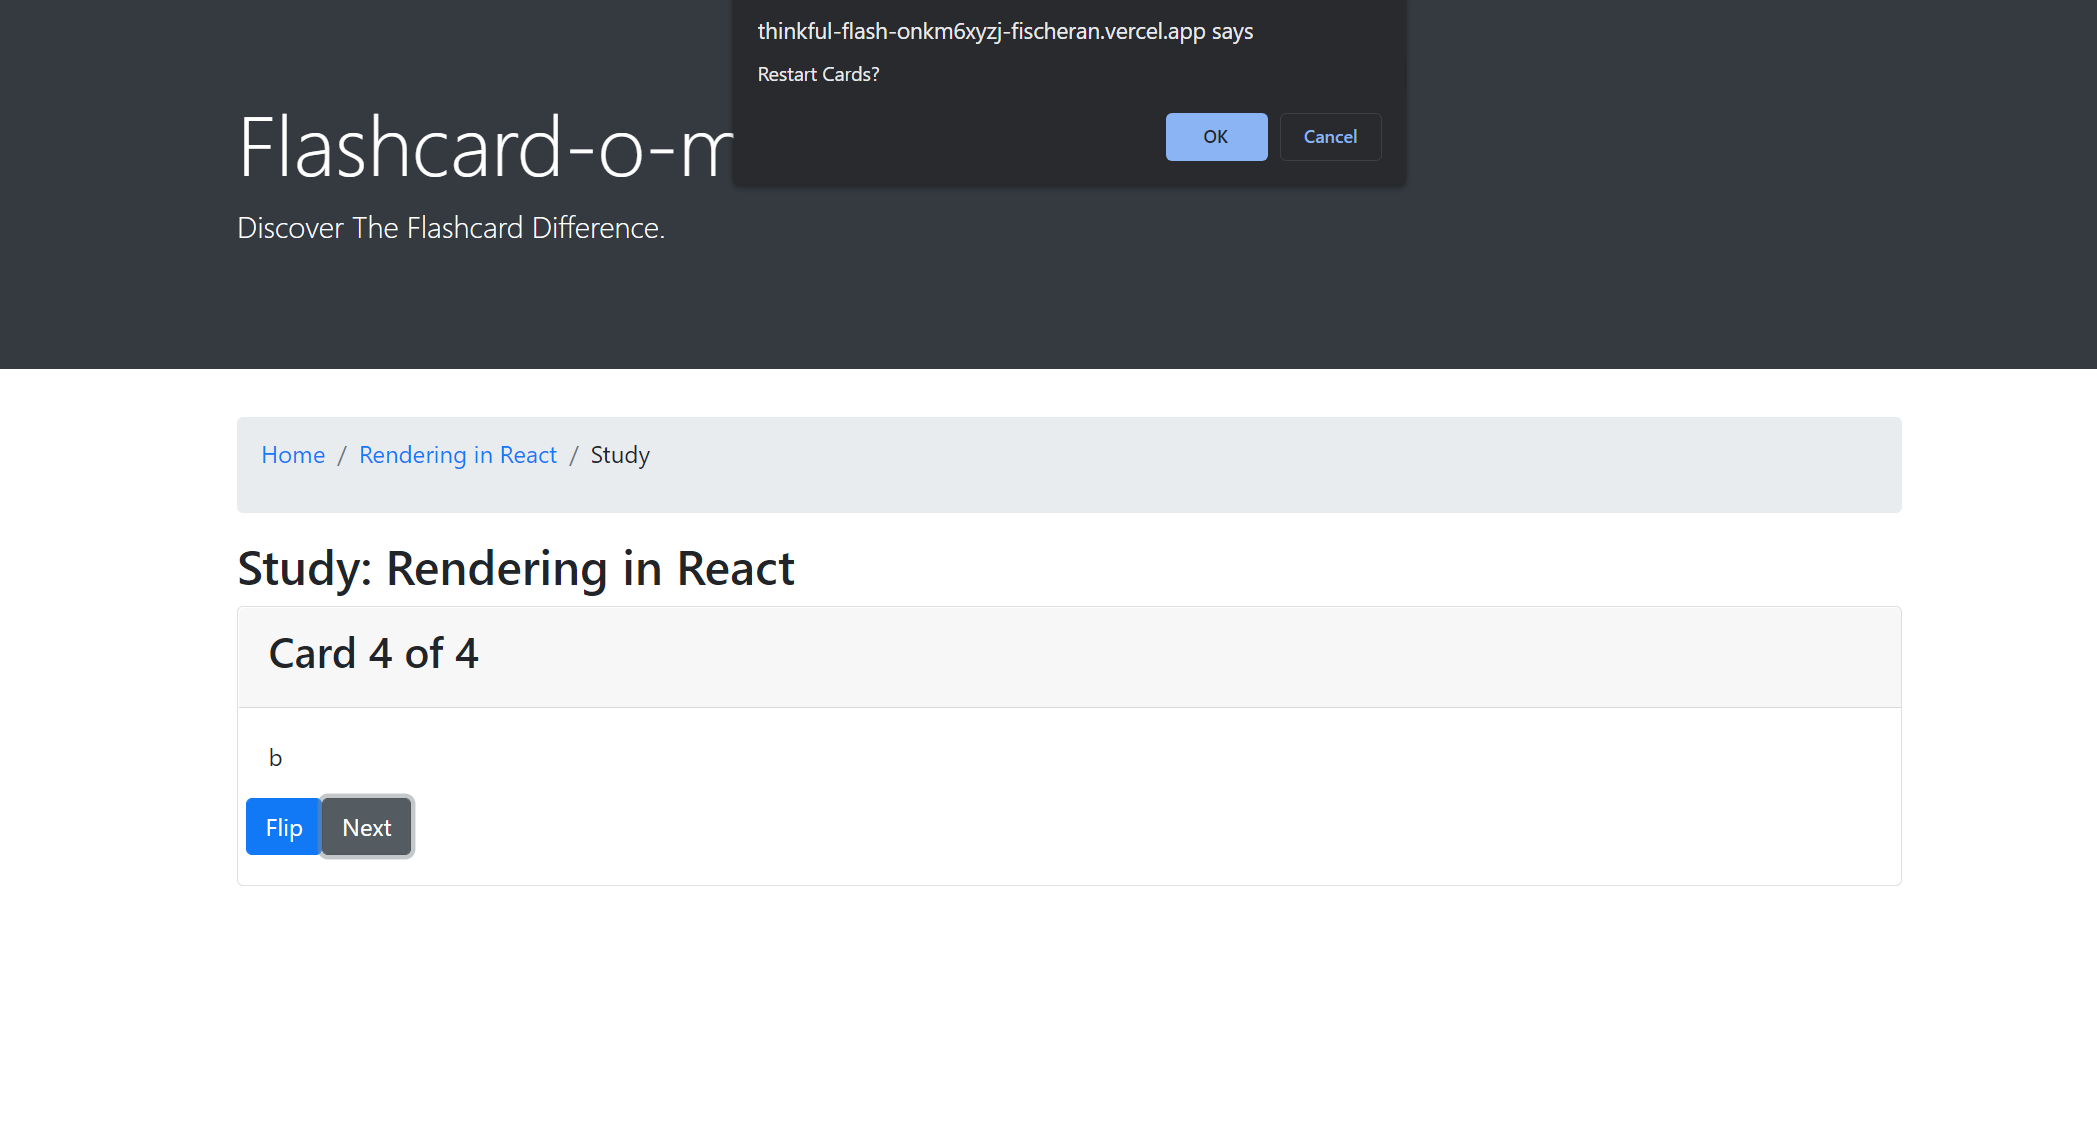 thinkful-flash-onkm6xyzj-fischeran.vercel.app says
Restart Cards?
OK Cancel
Flashcard-o-m
Discover The Flashcard Difference.
Home / Rendering in React / Study
Study: Rendering in React
Card 4 of 4
b
Flip Next